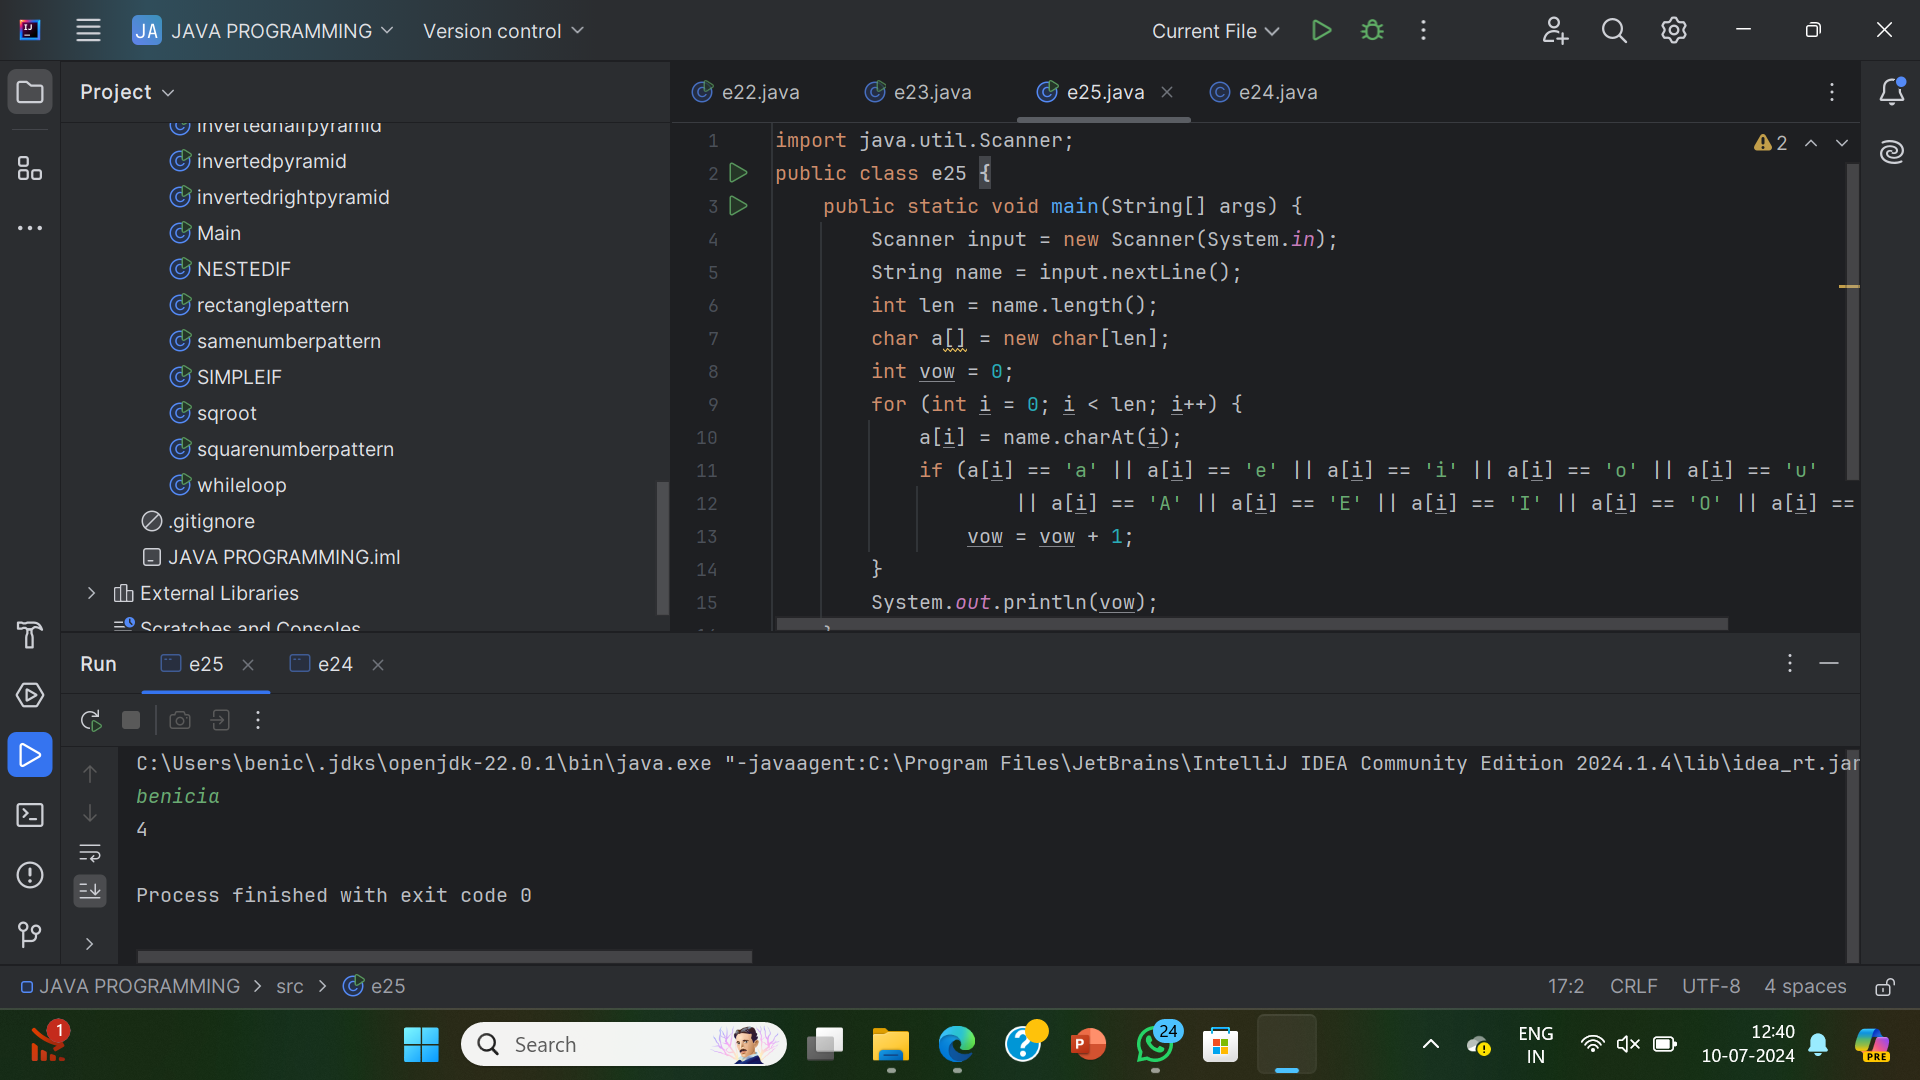 JA JAVA PROGRAMMING Version control Current File
Project
e22.java e23.java e25.java e24.java
invertedhalfpyramid
invertedpyramid
invertedrightpyramid
Main
NESTEDIF
rectanglepattern
samenumberpattern
SIMPLEIF
sqroot
squarenumberpattern
whileloop
.gitignore
JAVA PROGRAMMING.iml
External Libraries
Scratches and Consoles
2
1 import java.util.Scanner;
2 public class e25 {
3 public static void main(String[] args) {
4 Scanner input = new Scanner(System.in);
5 String name = input.nextLine();
6 int len = name.length();
7 char a[] = new char[len];
8 int vow = 0;
9 for (int i = 0; i < len; i++) {
10 a[i] = name.charAt(i);
11 if (a[i] == 'a' || a[i] == 'e' || a[i] == 'i' || a[i] == 'o' || a[i] == 'u'
12 || a[i] == 'A' || a[i] == 'E' || a[i] == 'I' || a[i] == 'O' || a[i] ==
13 vow = vow + 1;
14 }
15 System.out.println(vow);
Run e25 e24
C:\Users\benic\.jdks\openjdk-22.0.1\bin\java.exe "-javaagent:C:\Program Files\JetBrains\IntelliJ IDEA Community Edition 2024.1.4\lib\idea_rt.jar
benicia
4
Process finished with exit code 0
JAVA PROGRAMMING > src > e25 17:2 CRLF UTF-8 4 spaces
1 Search 24 ENG 12:40
IN 10-07-2024 PRE